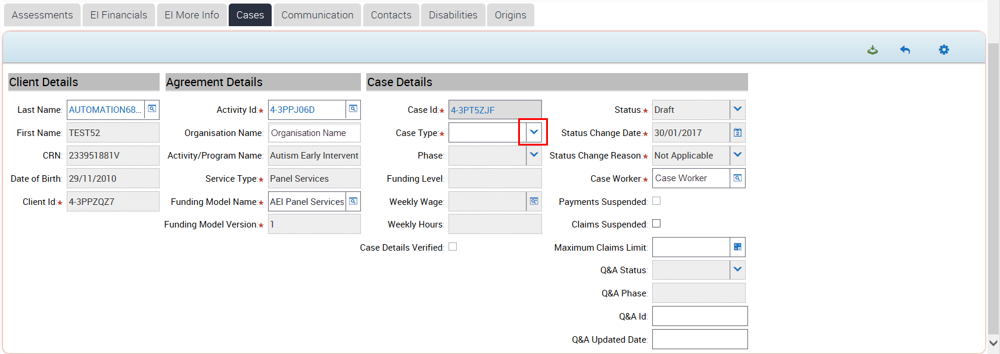 Assessments EI Financials EI More Info Cases Communication Contacts Disabilities Origins
Client Details
Last Name: AUTOMATION68...
First Name: TEST52
CRN: 233951881V
Date of Birth: 29/11/2010
Client Id:★ 4-3PPZQZ7
Agreement Details
Activity Id:★ 4-3PPJ06D
Organisation Name: Organisation Name
Activity/Program Name: Autism Early Intervent
Service Type:★ Panel Services
Funding Model Name:★ AEI Panel Services
Funding Model Version:★ 1
Case Details
Case Id:★ 4-3PT5ZJF
Case Type:★
Phase:
Funding Level:
Weekly Wage:
Weekly Hours:
Case Details Verified:
Status:★ Draft
Status Change Date:★ 30/01/2017
Status Change Reason:★ Not Applicable
Case Worker:★ Case Worker
Payments Suspended:
Claims Suspended:
Maximum Claims Limit:
Q&A Status:
Q&A Phase:
Q&A Id:
Q&A Updated Date: